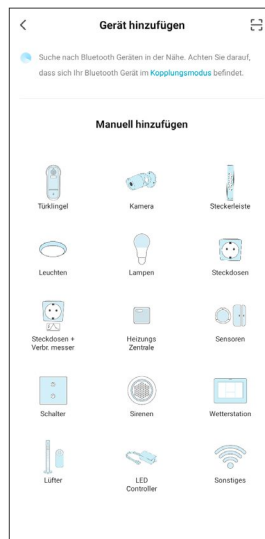 Gerät hinzufügen
Suche nach Bluetooth Geräten in der Nähe. Achten Sie darauf,
dass sich Ihr Bluetooth Gerät im Kopplungsmodus befindet.
Manuell hinzufügen
Türklingel
Kamera
Steckerleiste
Leuchten
Lampen
Steckdosen
Steckdosen +
Verbr. messer
Heizungs
Zentrale
Sensoren
Schalter
Sirenen
Wetterstation
Lüfter
LED
Controller
Sonstiges